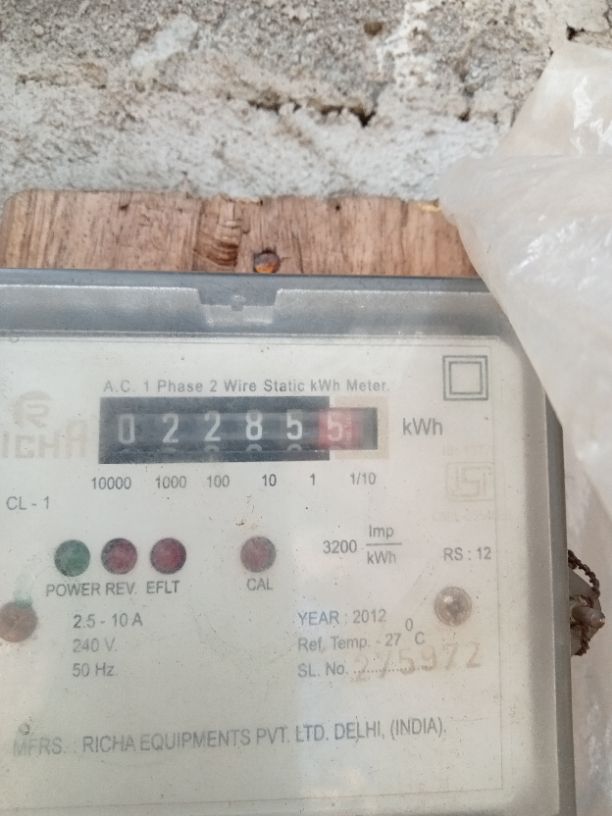 A.C. 1 Phase 2 Wire Static kWh Meter.
RICHA
0 2 2 8 5 5 kWh
10000 1000 100 10 1 1/10
CL - 1
3200 Imp/kWh
RS : 12
POWER REV. EFLT CAL
2.5 - 10 A
240 V.
50 Hz.
YEAR : 2012
Ref. Temp. - 27 0 C
SL. No. 275972
MFRS. : RICHA EQUIPMENTS PVT. LTD. DELHI, (INDIA).